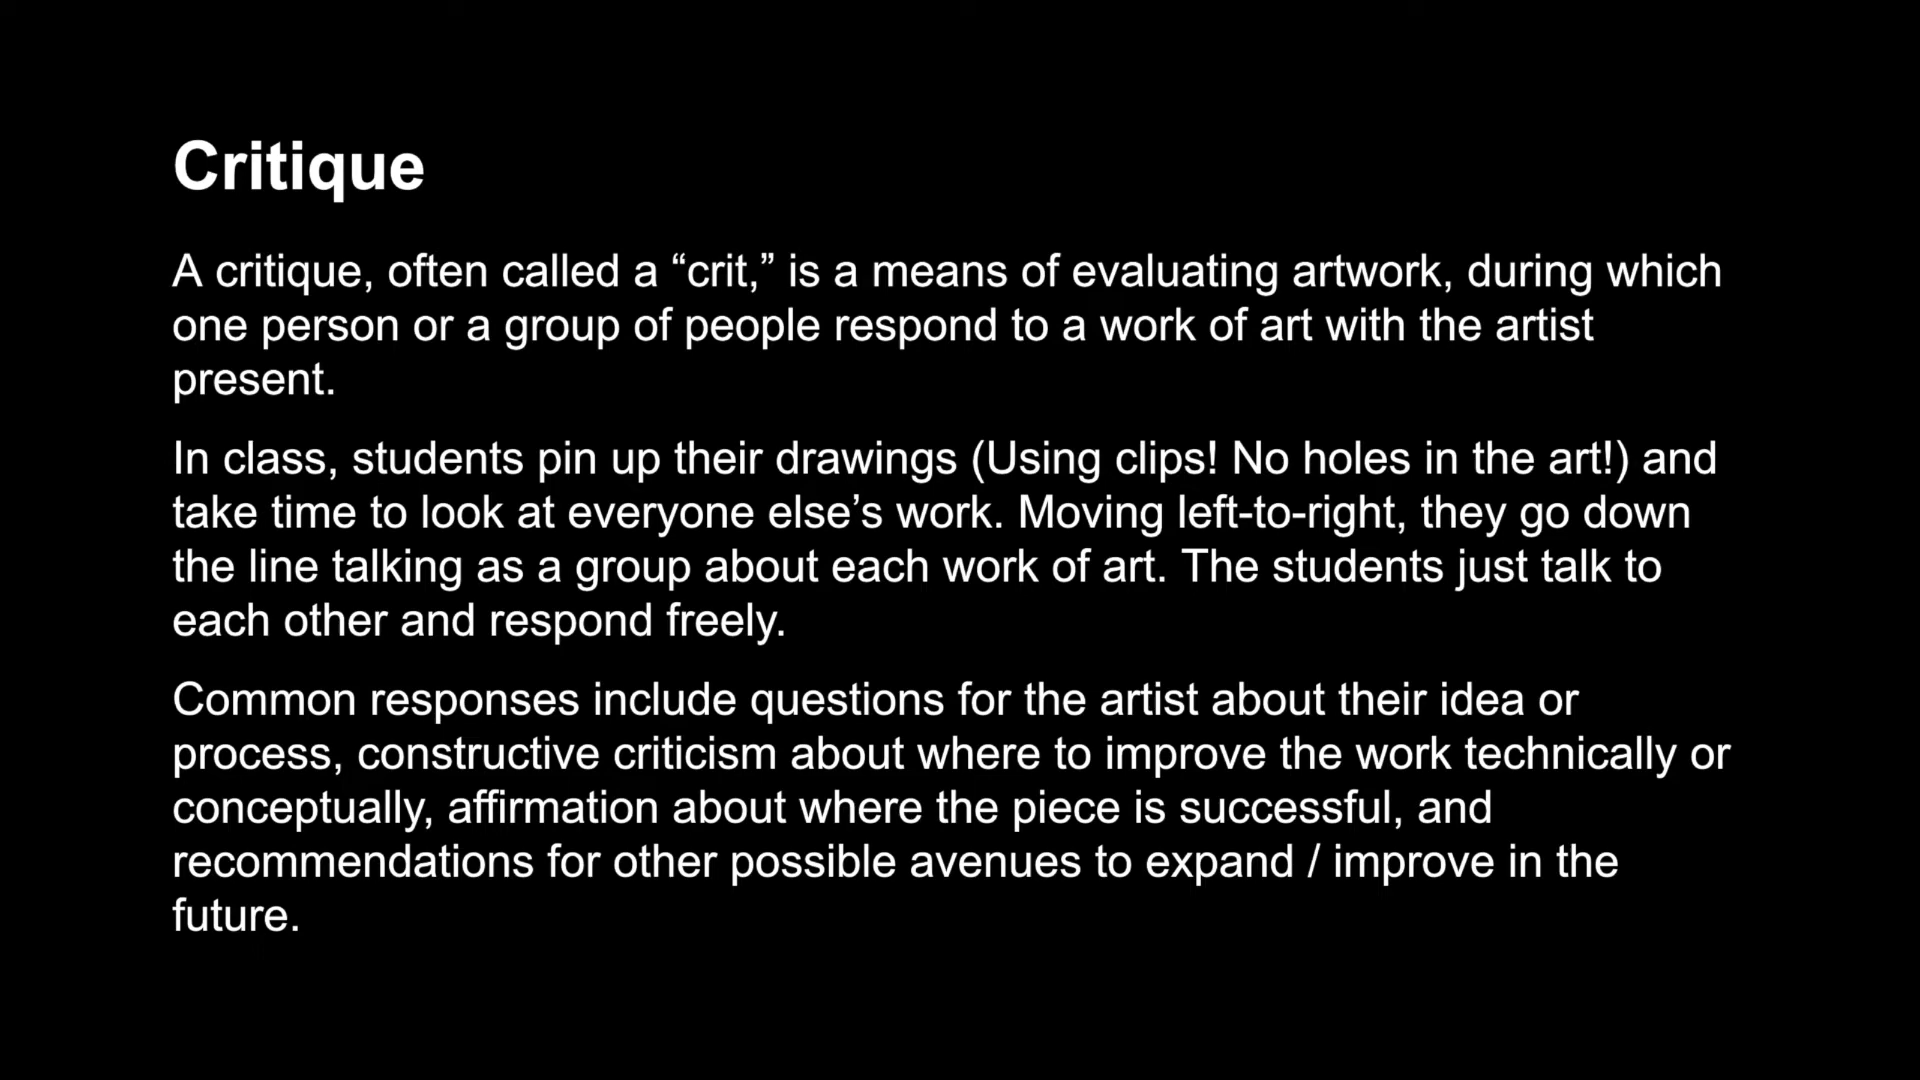 Critique
A critique, often called a “crit,” is a means of evaluating artwork, during which
one person or a group of people respond to a work of art with the artist
present.
In class, students pin up their drawings (Using clips! No holes in the art!) and
take time to look at everyone else’s work. Moving left-to-right, they go down
the line talking as a group about each work of art. The students just talk to
each other and respond freely.
Common responses include questions for the artist about their idea or
process, constructive criticism about where to improve the work technically or
conceptually, affirmation about where the piece is successful, and
recommendations for other possible avenues to expand / improve in the
future.